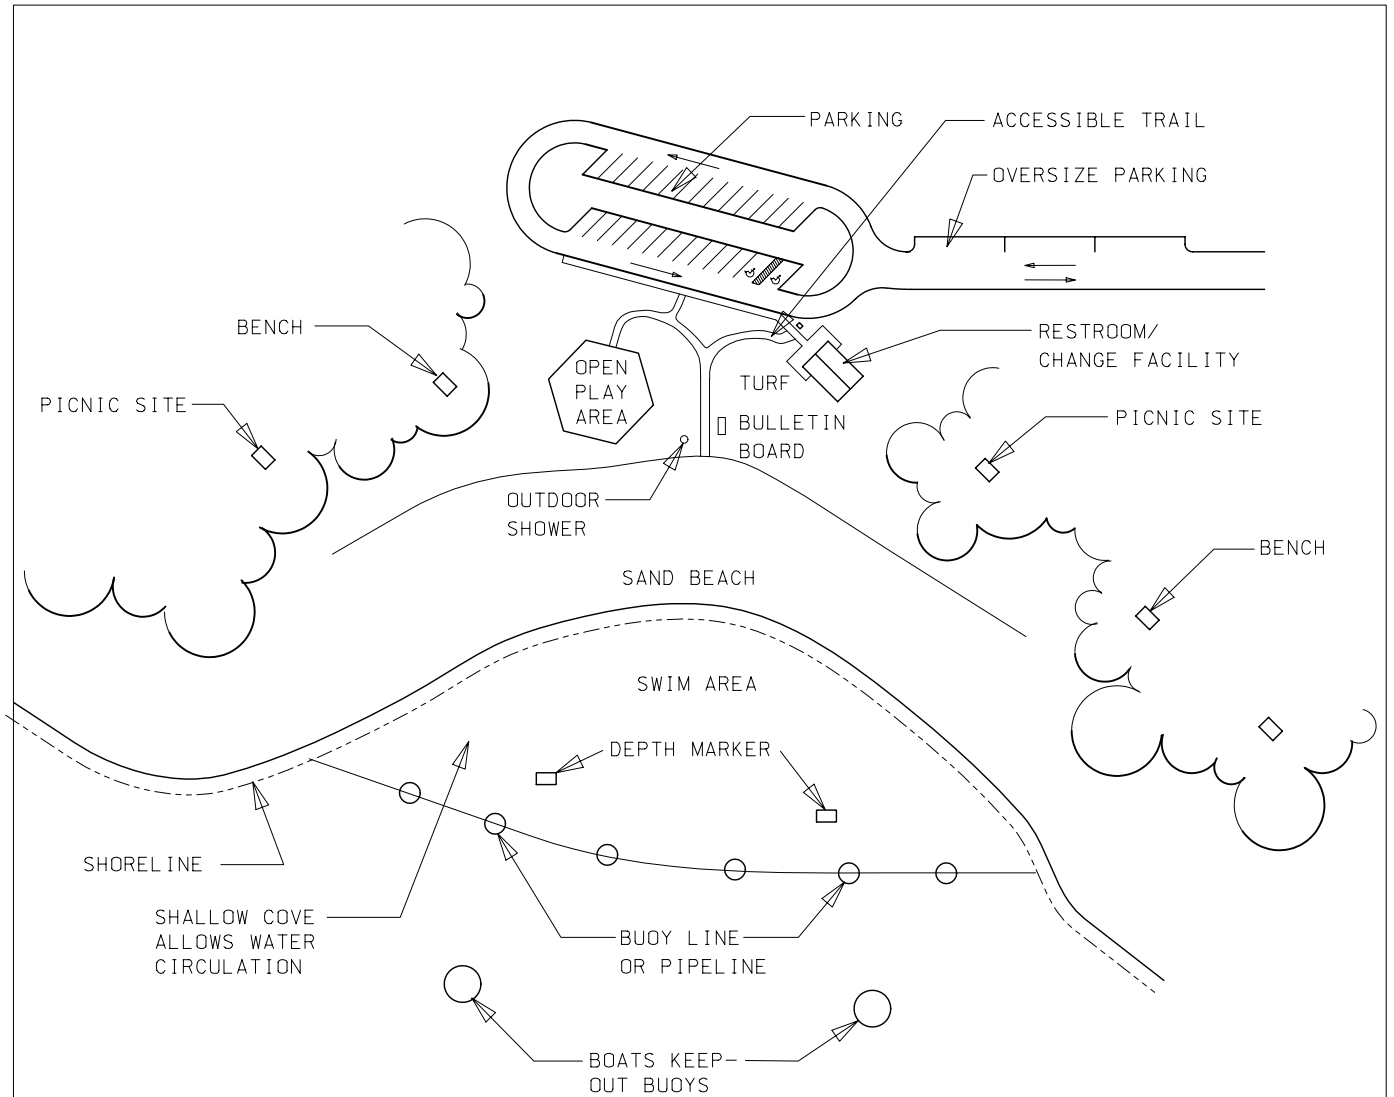 PARKING
ACCESSIBLE TRAIL
OVERSIZE PARKING
BENCH
RESTROOM/
CHANGE FACILITY
OPEN
PLAY
AREA
TURF
PICNIC SITE
PICNIC SITE
BULLETIN
BOARD
OUTDOOR
SHOWER
BENCH
SAND BEACH
SWIM AREA
DEPTH MARKER
SHORELINE
SHALLOW COVE
ALLOWS WATER
CIRCULATION
BUOY LINE
OR PIPELINE
BOATS KEEP-
OUT BUOYS